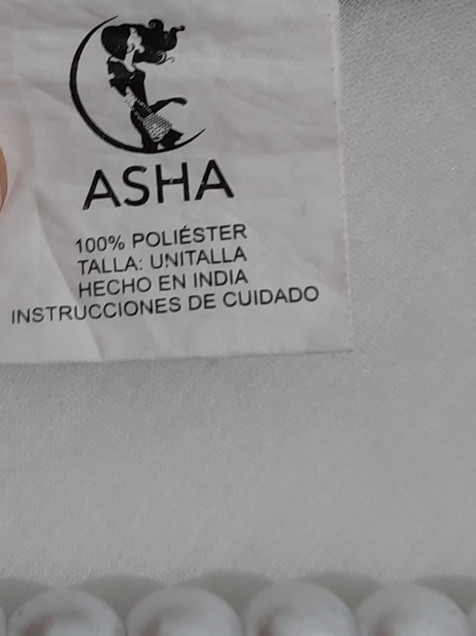 ASHA
100% POLIÉSTER
TALLA: UNITALLA
HECHO EN INDIA
INSTRUCCIONES DE CUIDADO